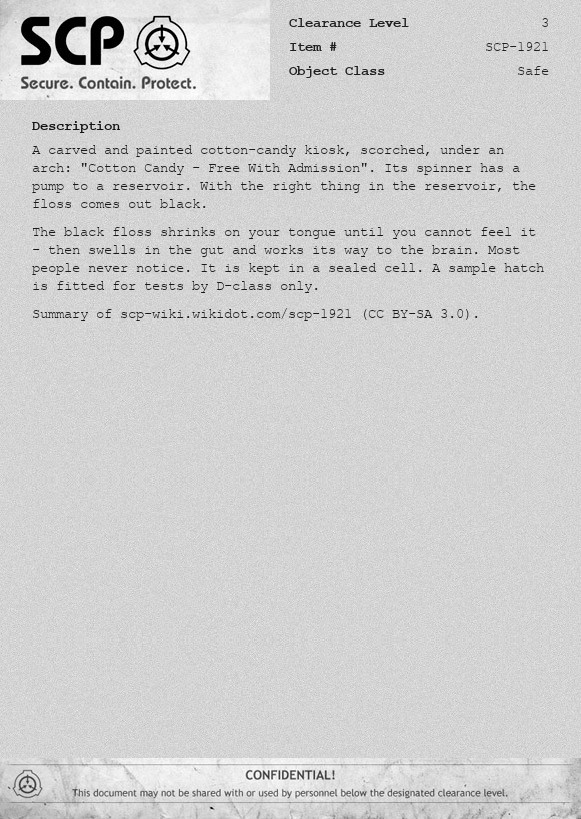 SCP
Secure. Contain. Protect.
Clearance Level 3
Item # SCP-1921
Object Class Safe
Description
A carved and painted cotton-candy kiosk, scorched, under an
arch: "Cotton Candy - Free With Admission". Its spinner has a
pump to a reservoir. With the right thing in the reservoir, the
floss comes out black.
The black floss shrinks on your tongue until you cannot feel it
- then swells in the gut and works its way to the brain. Most
people never notice. It is kept in a sealed cell. A sample hatch
is fitted for tests by D-class only.
Summary of scp-wiki.wikidot.com/scp-1921 (CC BY-SA 3.0).
CONFIDENTIAL!
This document may not be shared with or used by personnel below the designated clearance level.